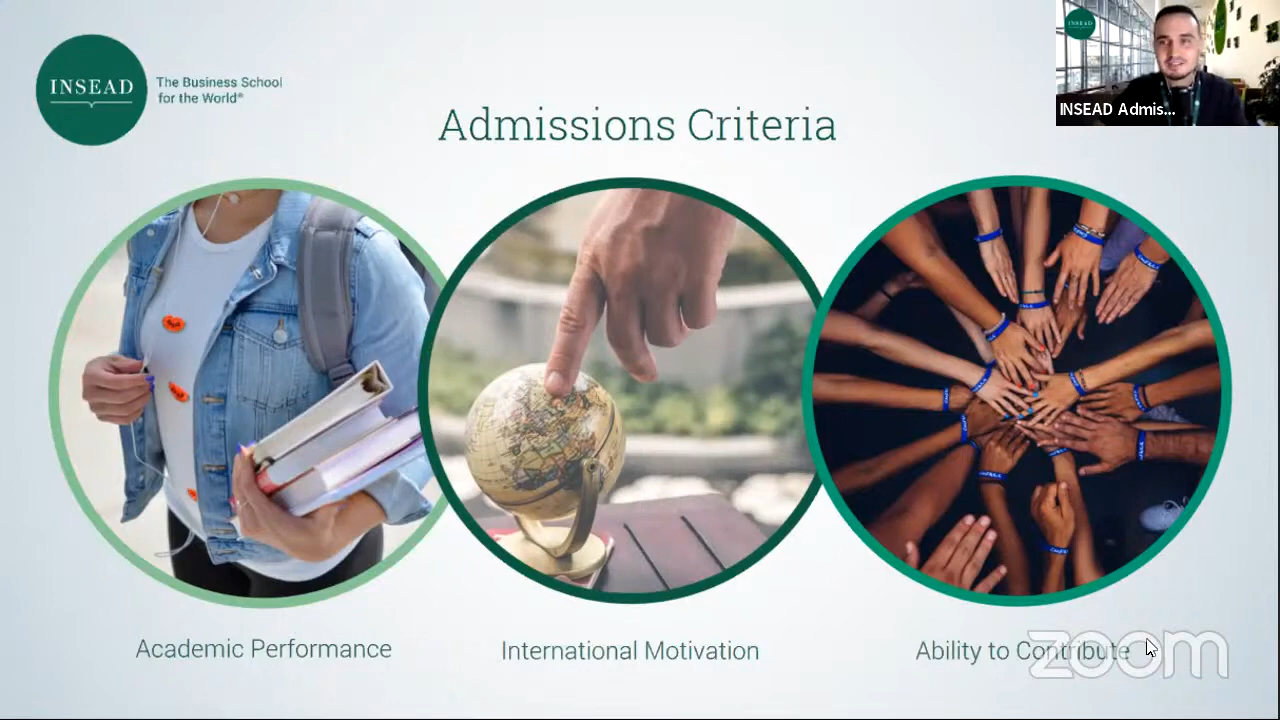 INSEAD
The Business School
for the World®
Admissions Criteria
INSEAD
INSEAD Admis...
Academic Performance
International Motivation
Ability to Contribute
zoom